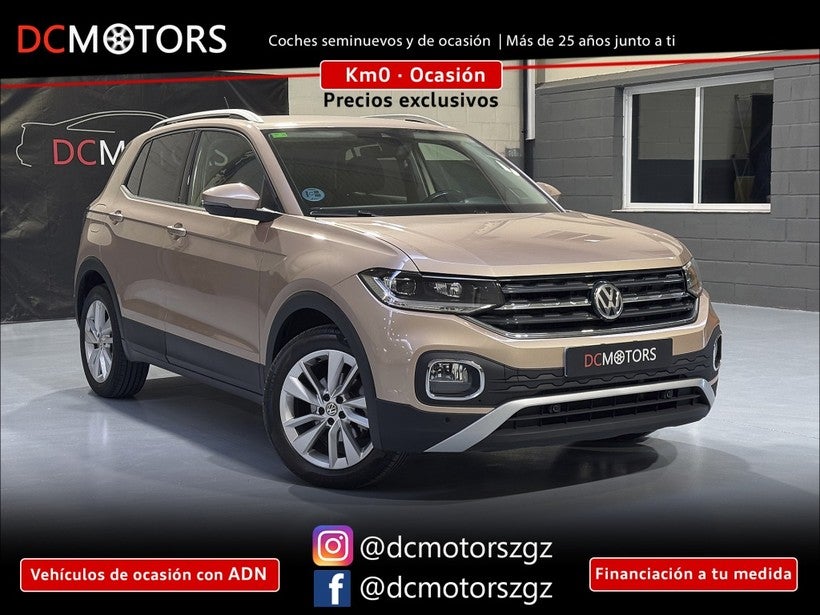 DCMOTORS
Coches seminuevos y de ocasión | Más de 25 años junto a ti
Km0 · Ocasión
Precios exclusivos
DCMO
DCMOTORS
@dcmotorszgz
Vehículos de ocasión con ADN
@dcmotorszgz
Financiación a tu medida